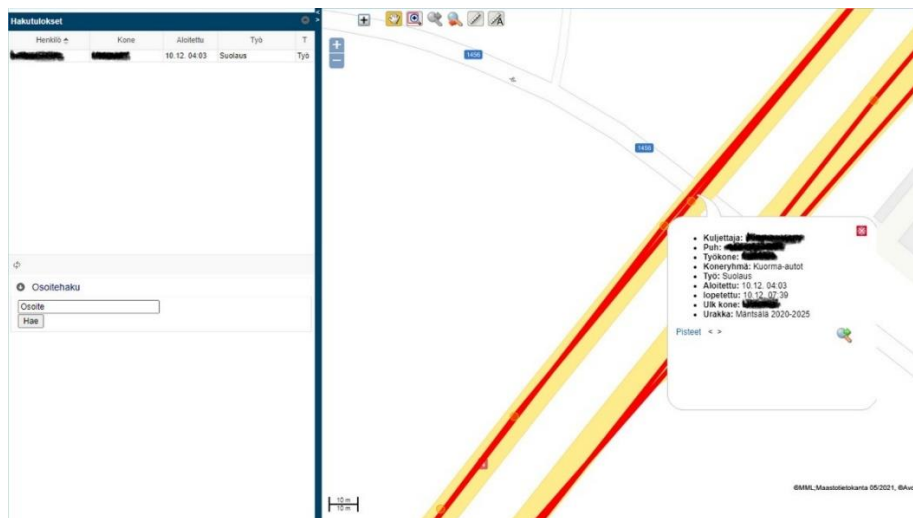 Hakutulokset
Henkilö Kone Aloitettu Työ T
10.12. 04:03 Suolaus Työ
Osoitehaku
Osoite
Hae
1456
1456
Kuljettaja:
Puh:
Työkone:
Koneryhmä: Kuorma-autot
Työ: Suolaus
Aloitettu: 10.12. 04:03
lopetettu: 10.12. 07:39
Ulk kone:
Urakka: Mäntsälä 2020-2025
Pisteet < >
10 m
10 m
©MML;Maastotietokanta 05/2021, ©Avo